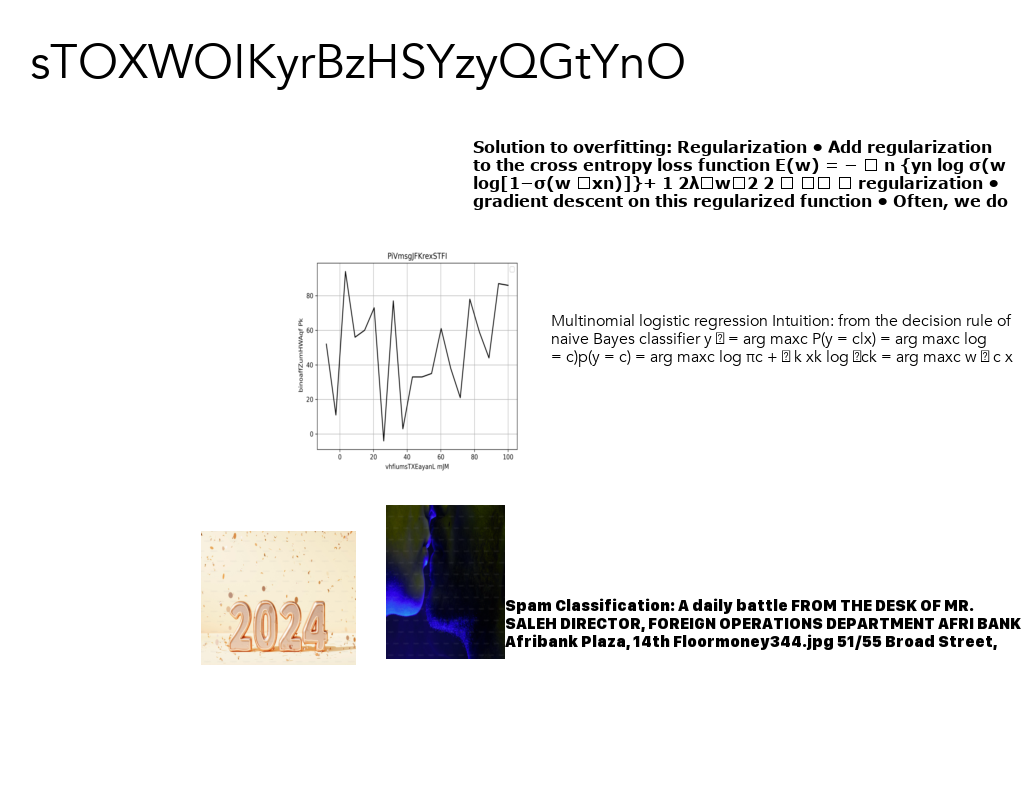 sTOXWOIKyrBzHSYzyQGtYnO
Solution to overfitting: Regularization ● Add regularization
to the cross entropy loss function E(w) = − □ n {yn log σ(w
log[1−σ(w □xn)]}+ 1 2λ□w□2 2 □ □□ □ regularization ●
gradient descent on this regularized function ● Often, we do
PiVmsgJFKrexSTFI
80
60
40
20
0
0 20 40 60 80 100
Multinomial logistic regression Intuition: from the decision rule of
naive Bayes classifier y □ = arg maxc P(y = c|x) = arg maxc log
= c)p(y = c) = arg maxc log πc + □ k xk log □ck = arg maxc w □ c x
2024
Spam Classification: A daily battle FROM THE DESK OF MR.
SALEH DIRECTOR, FOREIGN OPERATIONS DEPARTMENT AFRI BANK
Afribank Plaza, 14th Floormoney344.jpg 51/55 Broad Street,